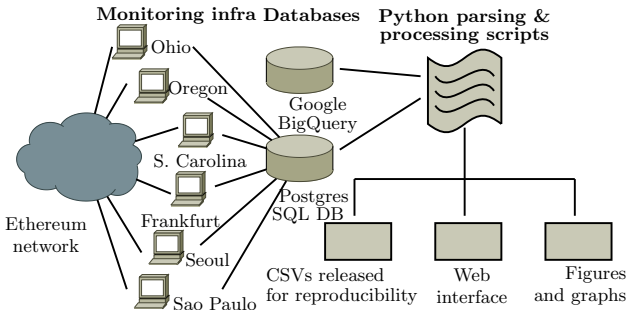 Monitoring infra
Databases
Python parsing &
processing scripts
Ohio
Oregon
S. Carolina
Frankfurt
Seoul
Sao Paulo
Ethereum
network
Google
BigQuery
Postgres
SQL DB
CSVs released
for reproducibility
Web
interface
Figures
and graphs